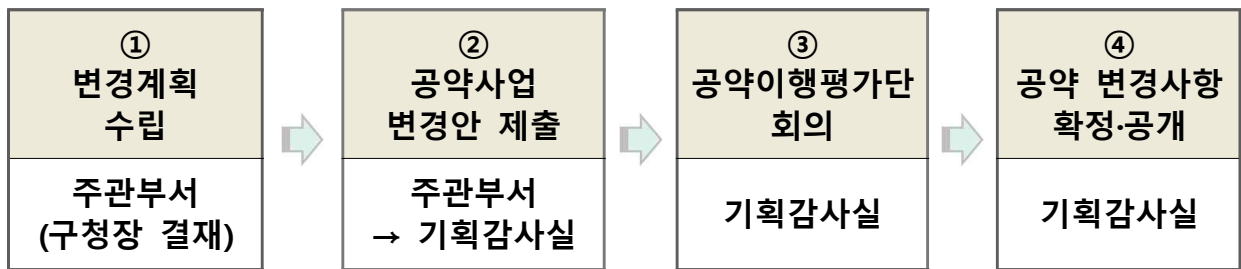 ①
변경계획
수립
주관부서
(구청장 결재)
②
공약사업
변경안 제출
주관부서
→ 기획감사실
③
공약이행평가단
회의
기획감사실
④
공약 변경사항
확정·공개
기획감사실